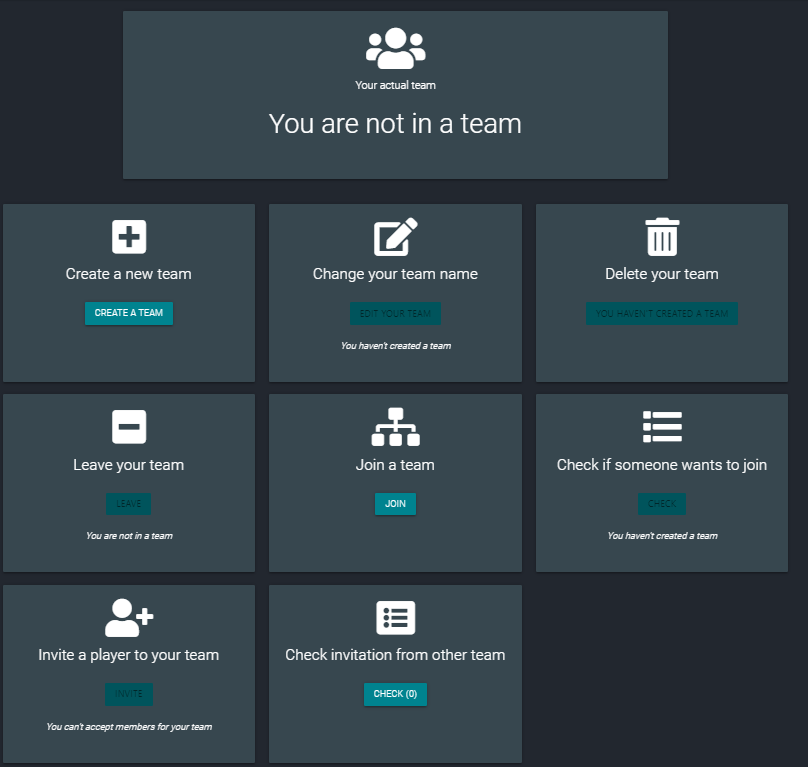 Your actual team
You are not in a team
Create a new team
CREATE A TEAM
Change your team name
EDIT YOUR TEAM
You haven't created a team
Delete your team
YOU HAVEN'T CREATED A TEAM
Leave your team
LEAVE
You are not in a team
Join a team
JOIN
Check if someone wants to join
CHECK
You haven't created a team
Invite a player to your team
INVITE
You can't accept members for your team
Check invitation from other team
CHECK (0)